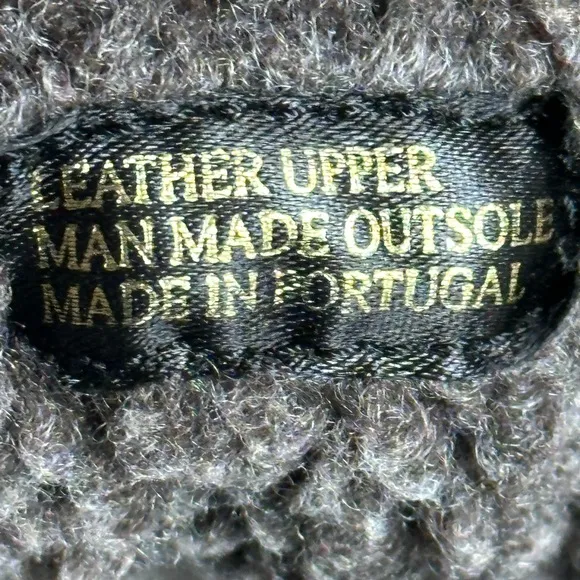 LEATHER UPPER
MAN MADE OUTSOLE
MADE IN PORTUGAL